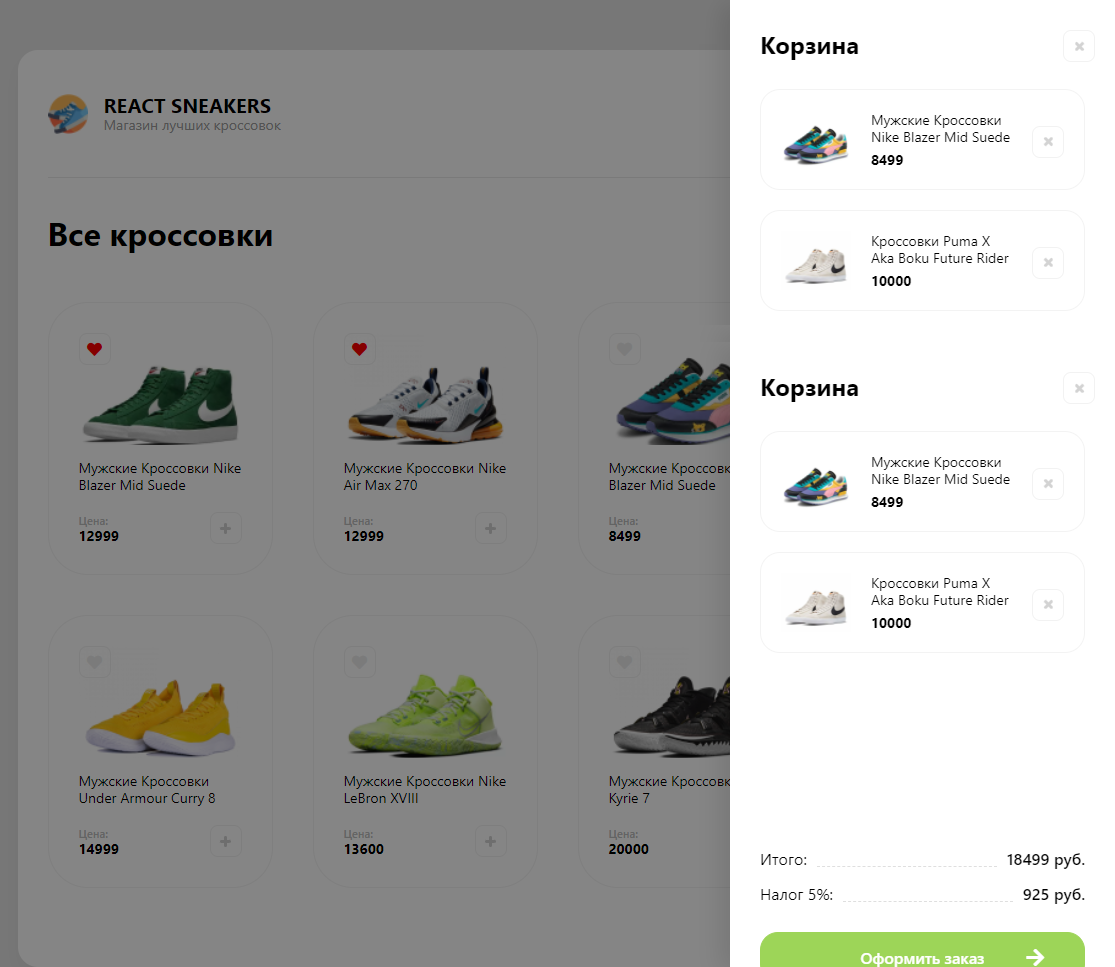 REACT SNEAKERS
Магазин лучших кроссовок
Все кроссовки
Мужские Кроссовки Nike
Blazer Mid Suede
Цена:
12999
Мужские Кроссовки Nike
Air Max 270
Цена:
12999
Мужские Кроссовк
Blazer Mid Suede
Цена:
8499
Мужские Кроссовки
Under Armour Curry 8
Цена:
14999
Мужские Кроссовки Nike
LeBron XVIII
Цена:
13600
Мужские Кроссовк
Kyrie 7
Цена:
20000
Корзина
Мужские Кроссовки
Nike Blazer Mid Suede
8499
Кроссовки Puma X
Aka Boku Future Rider
10000
Корзина
Мужские Кроссовки
Nike Blazer Mid Suede
8499
Кроссовки Puma X
Aka Boku Future Rider
10000
Итого: 18499 руб.
Налог 5%: 925 руб.
Оформить заказ